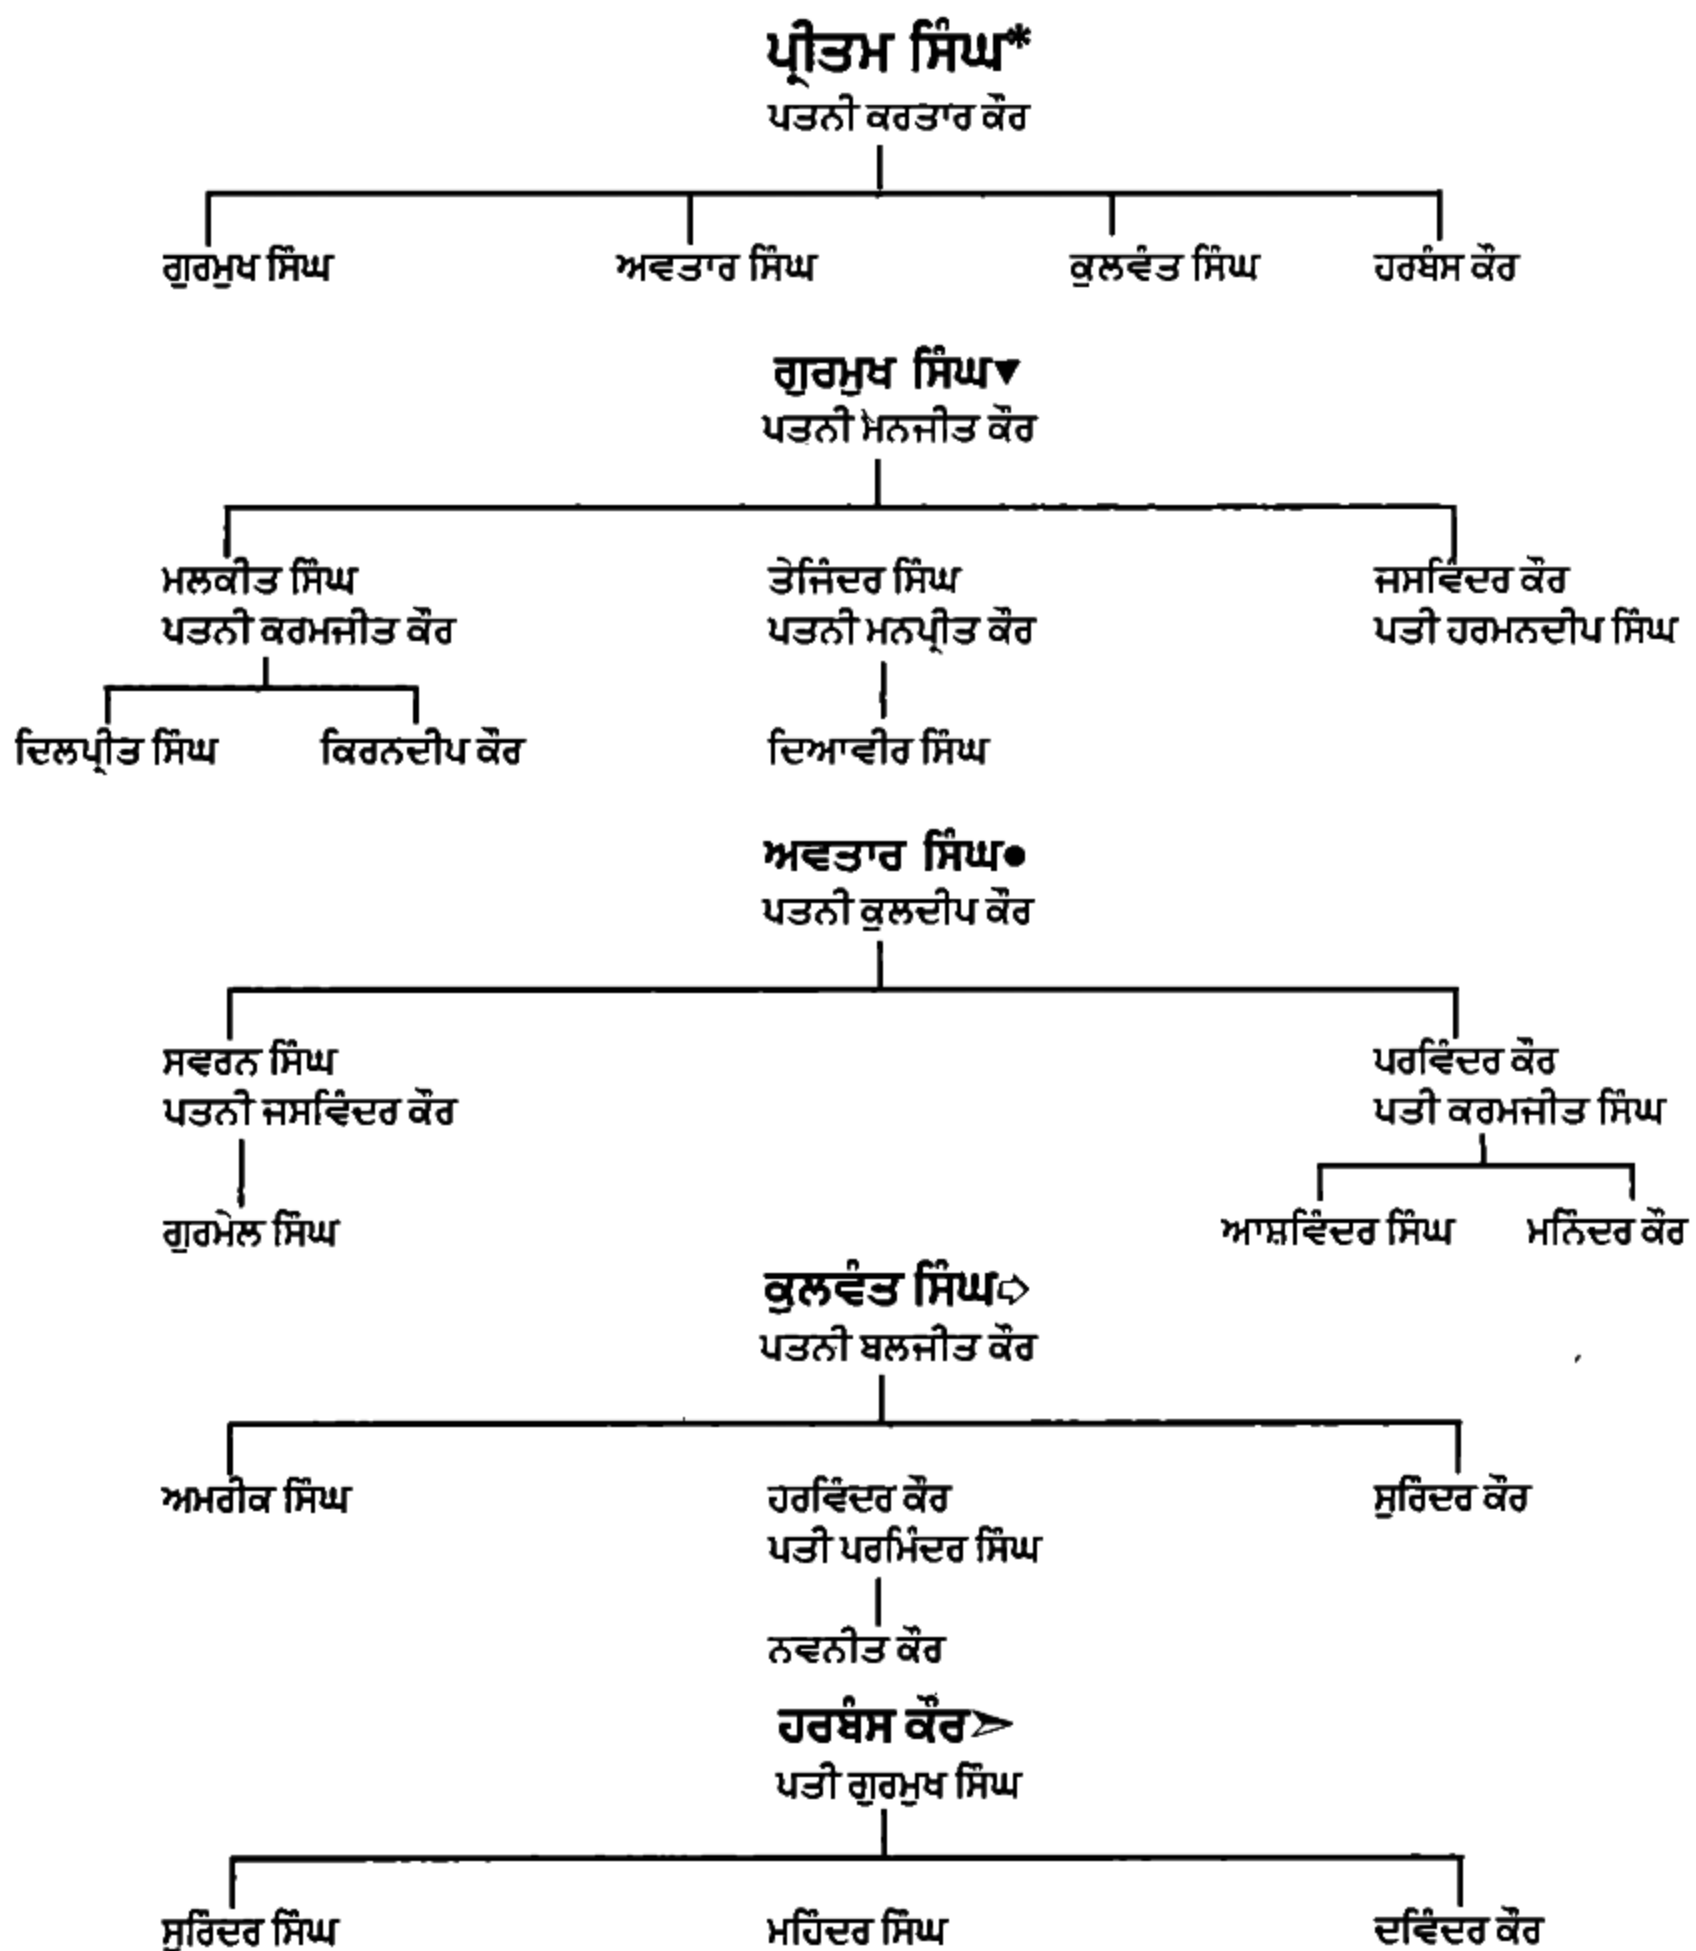 ਪ੍ਰੀਤਮ ਸਿੰਘ*
ਪਤਨੀ ਕਰਤਾਰ ਕੌਰ
ਗੁਰਮੁਖ ਸਿੰਘ ਅਵਤਾਰ ਸਿੰਘ ਕੁਲਵੰਤ ਸਿੰਘ ਹਰਬੰਸ ਕੌਰ
ਗੁਰਮੁਖ ਸਿੰਘ▼
ਪਤਨੀ ਮਨਜੀਤ ਕੌਰ
ਮਲਕੀਤ ਸਿੰਘ ਤੇਜਿੰਦਰ ਸਿੰਘ ਜਸਵਿੰਦਰ ਕੌਰ
ਪਤਨੀ ਕਰਮਜੀਤ ਕੌਰ ਪਤਨੀ ਮਨਪ੍ਰੀਤ ਕੌਰ ਪਤੀ ਹਰਮਨਦੀਪ ਸਿੰਘ
ਦਿਲਪ੍ਰੀਤ ਸਿੰਘ ਕਿਰਨਦੀਪ ਕੌਰ ਦਿਆਵੀਰ ਸਿੰਘ
ਅਵਤਾਰ ਸਿੰਘ●
ਪਤਨੀ ਕੁਲਦੀਪ ਕੌਰ
ਸਵਰਨ ਸਿੰਘ ਪਰਵਿੰਦਰ ਕੌਰ
ਪਤਨੀ ਜਸਵਿੰਦਰ ਕੌਰ ਪਤੀ ਕਰਮਜੀਤ ਸਿੰਘ
ਗੁਰਮੇਲ ਸਿੰਘ ਆਸ਼ਵਿੰਦਰ ਸਿੰਘ ਮਨਿੰਦਰ ਕੌਰ
ਕੁਲਵੰਤ ਸਿੰਘ➩
ਪਤਨੀ ਬਲਜੀਤ ਕੌਰ
ਅਮਰੀਕ ਸਿੰਘ ਹਰਵਿੰਦਰ ਕੌਰ ਸੁਰਿੰਦਰ ਕੌਰ
ਪਤੀ ਪਰਮਿੰਦਰ ਸਿੰਘ
ਨਵਨੀਤ ਕੌਰ
ਹਰਬੰਸ ਕੌਰ➢
ਪਤੀ ਗੁਰਮੁਖ ਸਿੰਘ
ਸੁਰਿੰਦਰ ਸਿੰਘ ਮਹਿੰਦਰ ਸਿੰਘ ਦਵਿੰਦਰ ਕੌਰ